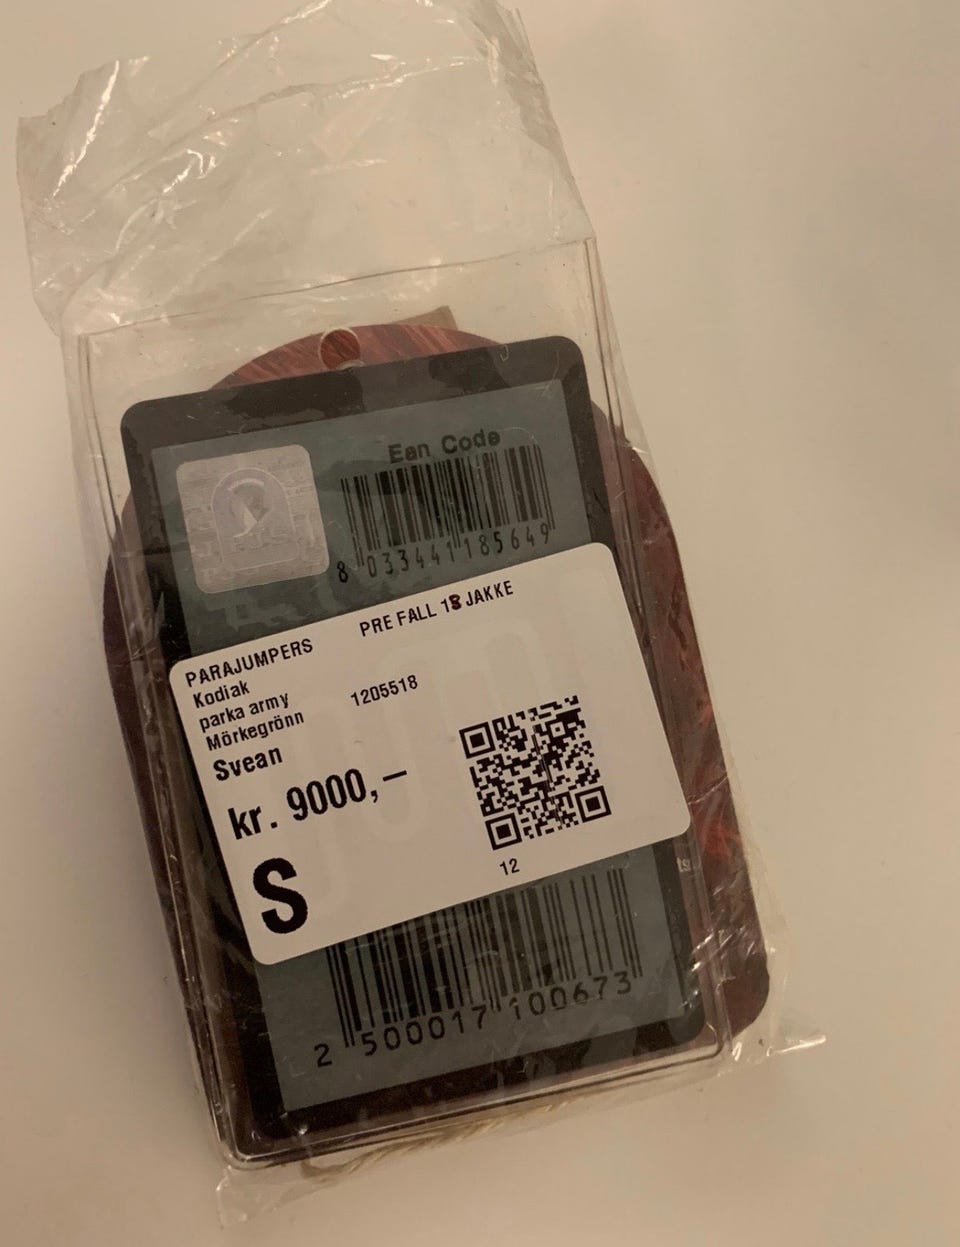 Ean Code
8 033441 185649
PARAJUMPERS PRE FALL 18 JAKKE
Kodiak
parka army 1205518
Mörkegrönn
Svean
kr. 9000,–
S
12
2 500017 100673